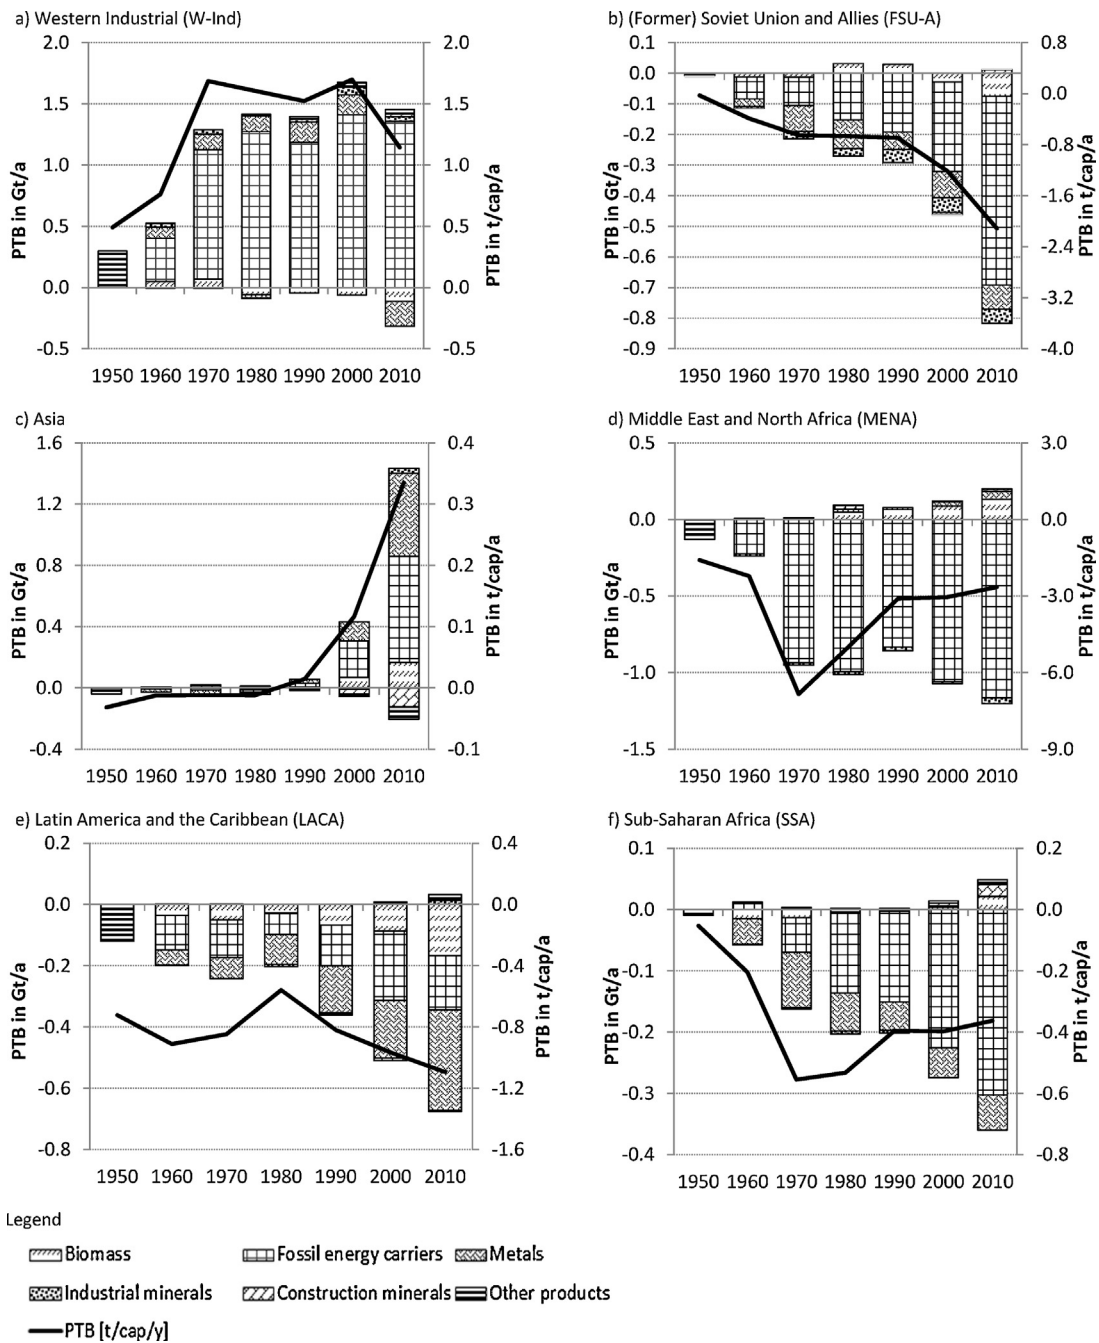 a) Western Industrial (W-Ind)
2.0
1.5
1.0
0.5
0.0
-0.5
PTB in Gt/a
2.0
1.5
1.0
0.5
0.0
-0.5
PTB in t/cap/a
1950 1960 1970 1980 1990 2000 2010
b) (Former) Soviet Union and Allies (FSU-A)
0.1
0.0
-0.1
-0.2
-0.3
-0.4
-0.5
-0.6
-0.7
-0.8
-0.9
PTB in Gt/a
0.8
0.0
-0.8
-1.6
-2.4
-3.2
-4.0
PTB in t/cap/a
1950 1960 1970 1980 1990 2000 2010
c) Asia
1.6
1.2
0.8
0.4
0.0
-0.4
PTB in Gt/a
0.4
0.3
0.2
0.1
0.0
-0.1
PTB in t/cap/a
1950 1960 1970 1980 1990 2000 2010
d) Middle East and North Africa (MENA)
0.5
0.0
-0.5
-1.0
-1.5
PTB in Gt/a
3.0
0.0
-3.0
-6.0
-9.0
PTB in t/cap/a
1950 1960 1970 1980 1990 2000 2010
e) Latin America and the Caribbean (LACA)
0.2
0.0
-0.2
-0.4
-0.6
-0.8
PTB in Gt/a
0.4
0.0
-0.4
-0.8
-1.2
-1.6
PTB in t/cap/a
1950 1960 1970 1980 1990 2000 2010
f) Sub-Saharan Africa (SSA)
0.1
0.0
-0.1
-0.2
-0.3
-0.4
PTB in Gt/a
0.2
0.0
-0.2
-0.4
-0.6
-0.8
PTB in t/cap/a
1950 1960 1970 1980 1990 2000 2010
Legend
Biomass Fossil energy carriers Metals
Industrial minerals Construction minerals Other products
PTB [t/cap/y]